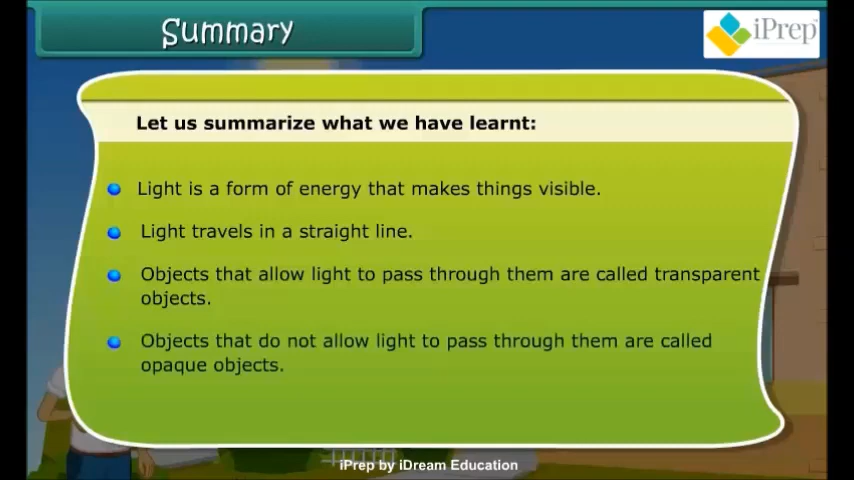 Summary
iPrep
Let us summarize what we have learnt:
Light is a form of energy that makes things visible.
Light travels in a straight line.
Objects that allow light to pass through them are called transparent
objects.
Objects that do not allow light to pass through them are called
opaque objects.
iPrep by iDream Education